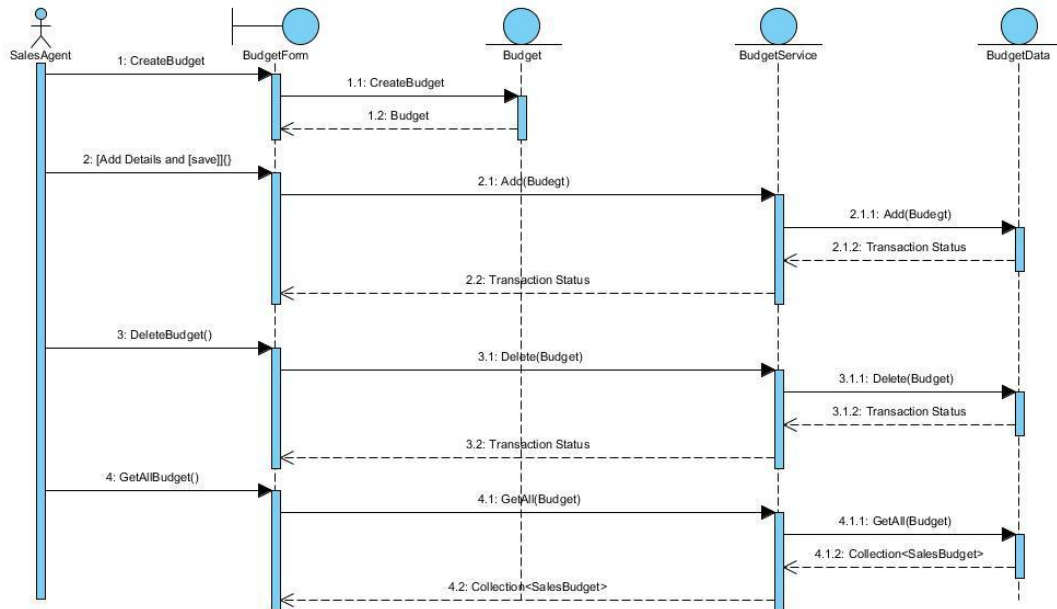 SalesAgent
BudgetForm
Budget
BudgetService
BudgetData
1: CreateBudget
1.1: CreateBudget
1.2: Budget
2: [Add Details and [save]]{}
2.1: Add(Budegt)
2.1.1: Add(Budegt)
2.1.2: Transaction Status
2.2: Transaction Status
3: DeleteBudget()
3.1: Delete(Budget)
3.1.1: Delete(Budget)
3.1.2: Transaction Status
3.2: Transaction Status
4: GetAllBudget()
4.1: GetAll(Budget)
4.1.1: GetAll(Budget)
4.1.2: Collection<SalesBudget>
4.2: Collection<SalesBudget>